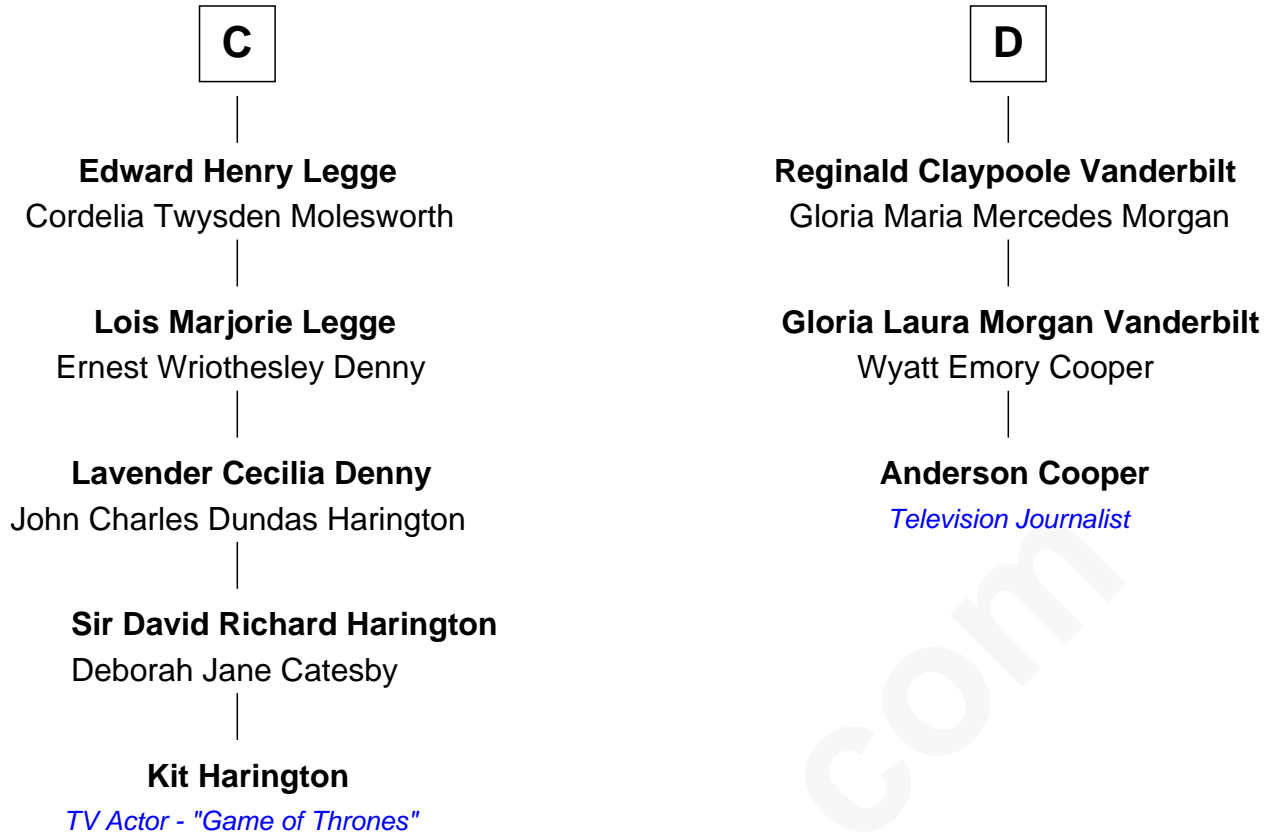 C
Edward Henry Legge
Cordelia Twysden Molesworth
Lois Marjorie Legge
Ernest Wriothesley Denny
Lavender Cecilia Denny
John Charles Dundas Harington
Sir David Richard Harington
Deborah Jane Catesby
Kit Harington
TV Actor - "Game of Thrones"
D
Reginald Claypoole Vanderbilt
Gloria Maria Mercedes Morgan
Gloria Laura Morgan Vanderbilt
Wyatt Emory Cooper
Anderson Cooper
Television Journalist
com